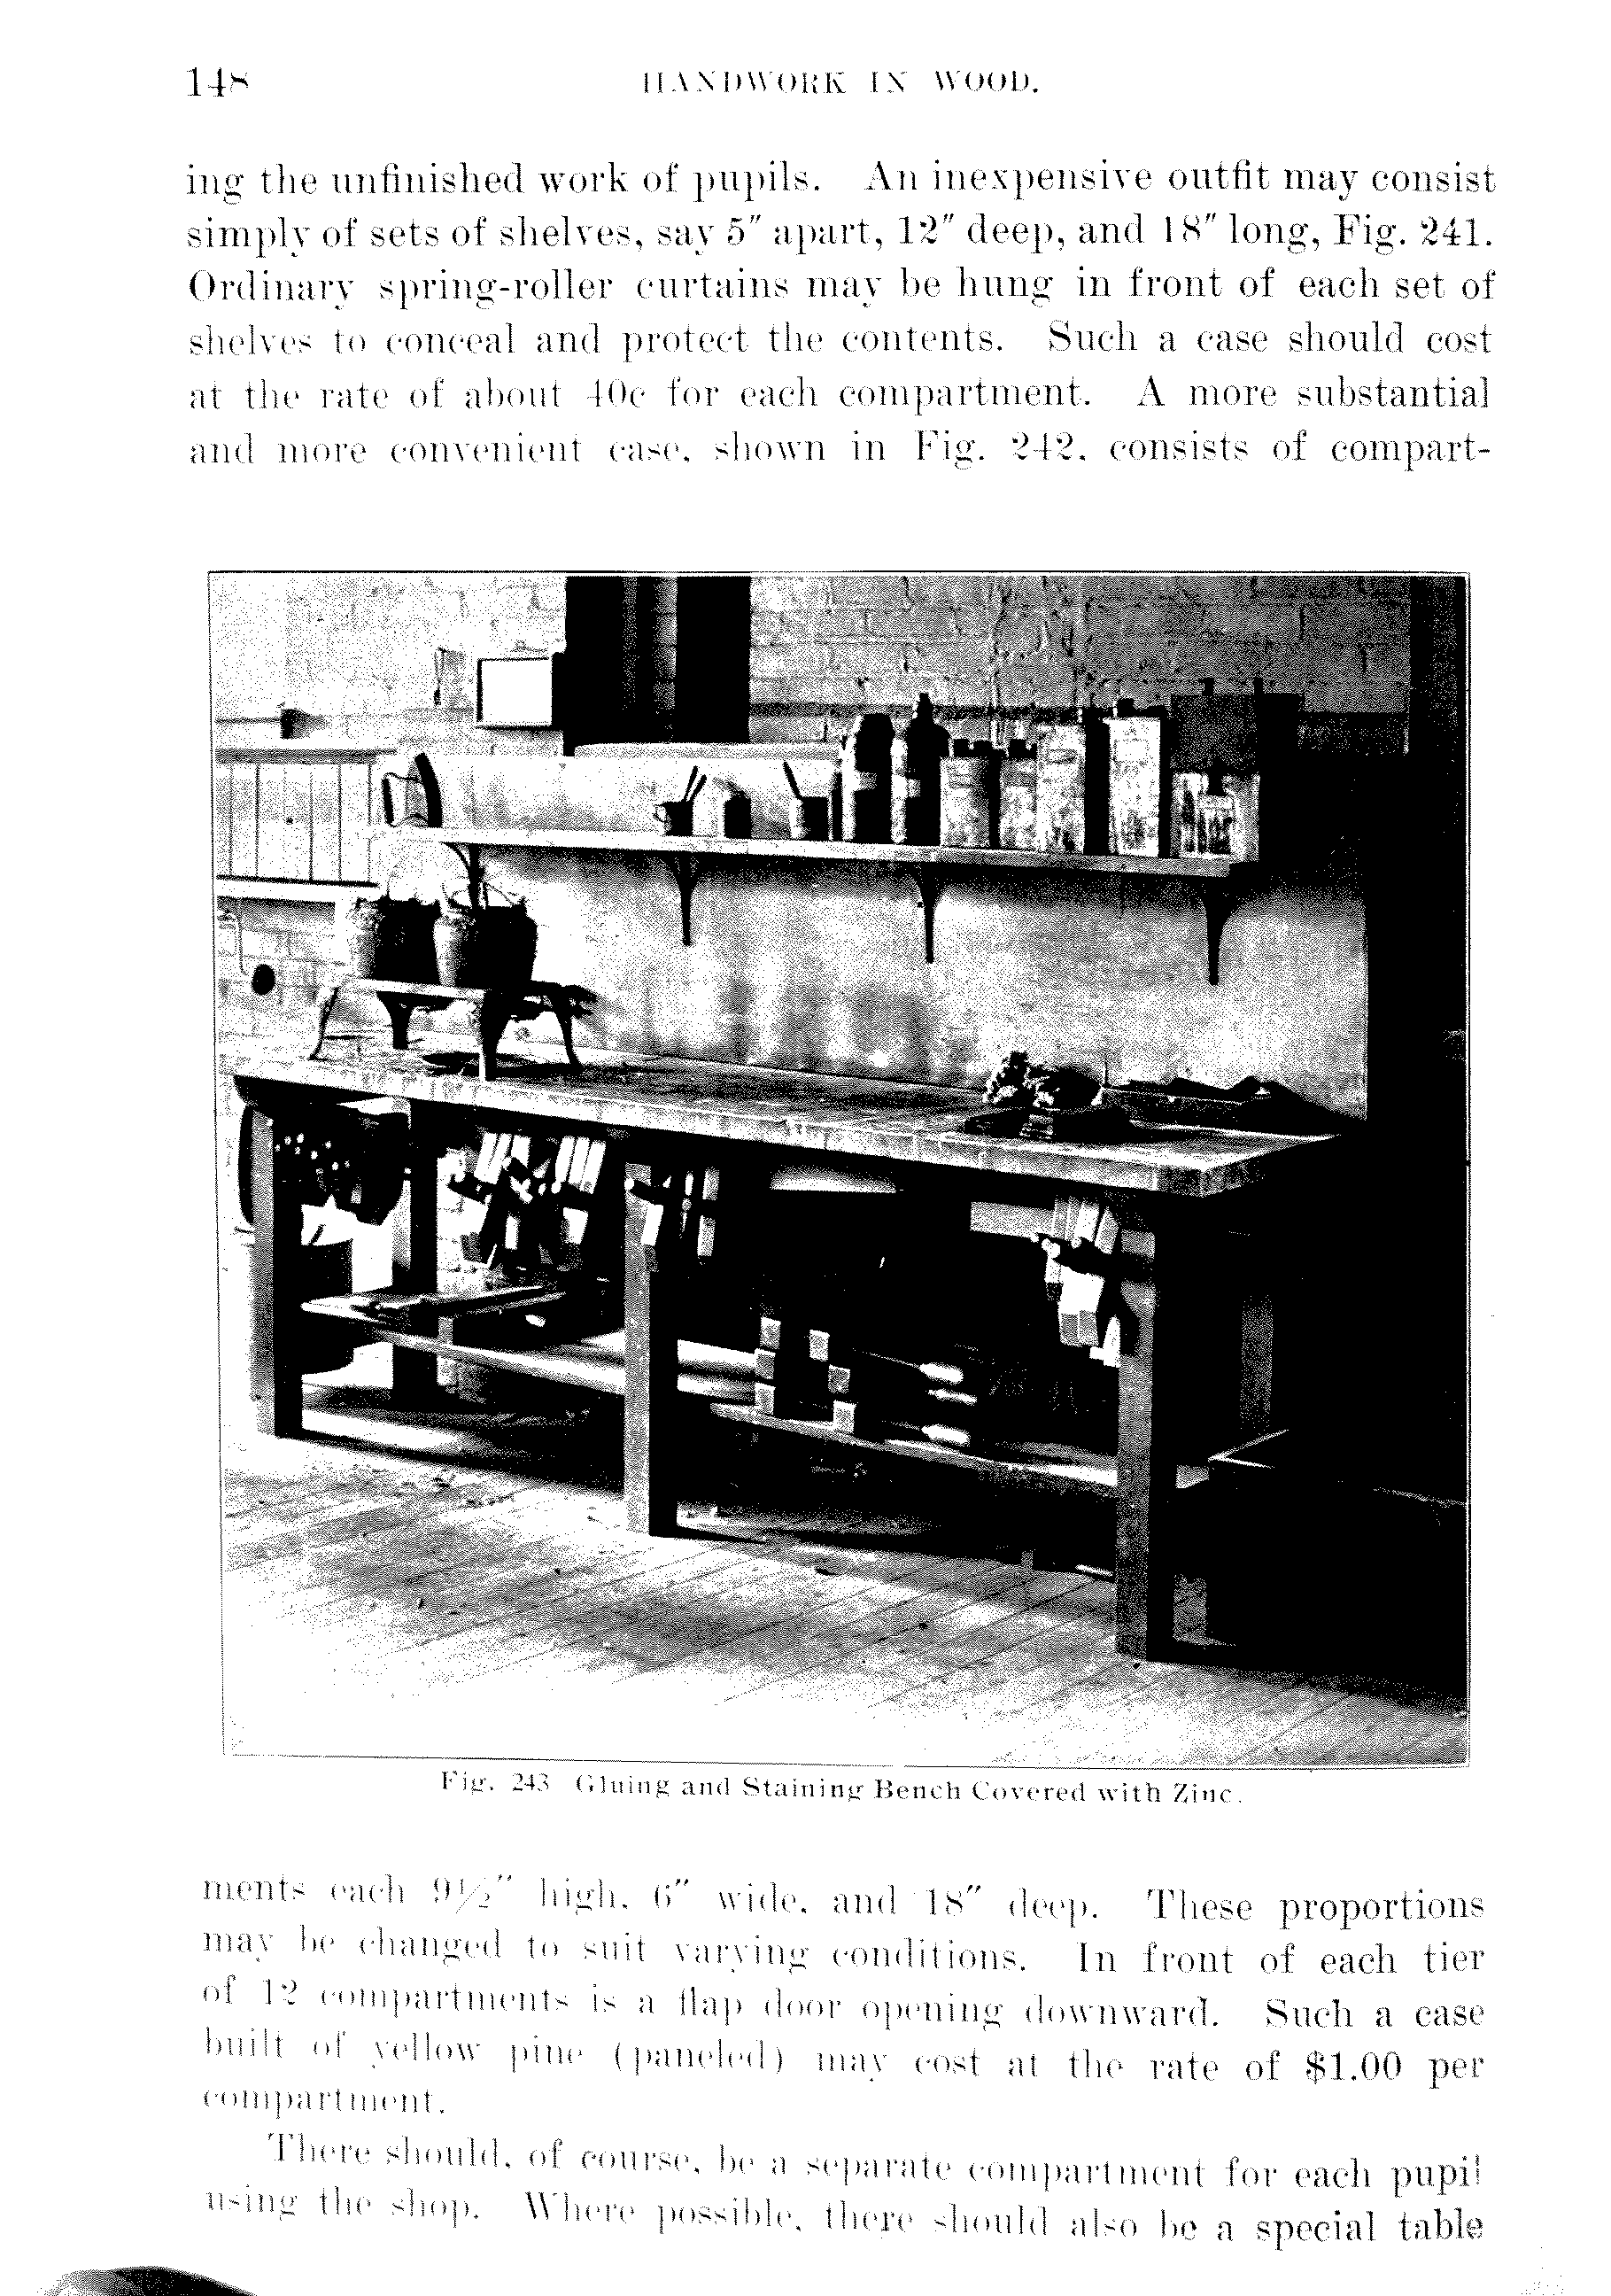 148
HANDWORK IN WOOD.
ing the unfinished work of pupils. An inexpensive outfit may consist
simply of sets of shelves, say 5″ apart, 12″ deep, and 18″ long, Fig. 241.
Ordinary spring-roller curtains may be hung in front of each set of
shelves to conceal and protect the contents. Such a case should cost
at the rate of about 40c for each compartment. A more substantial
and more convenient case, shown in Fig. 242, consists of compart-
Fig. 243 Gluing and Staining Bench Covered with Zinc.
ments each 9½″ high, 6″ wide, and 18″ deep. These proportions
may be changed to suit varying conditions. In front of each tier
of 12 compartments is a flap door opening downward. Such a case
built of yellow pine (paneled) may cost at the rate of $1.00 per
compartment.
There should, of course, be a separate compartment for each pupil
using the shop. Where possible, there should also be a special table